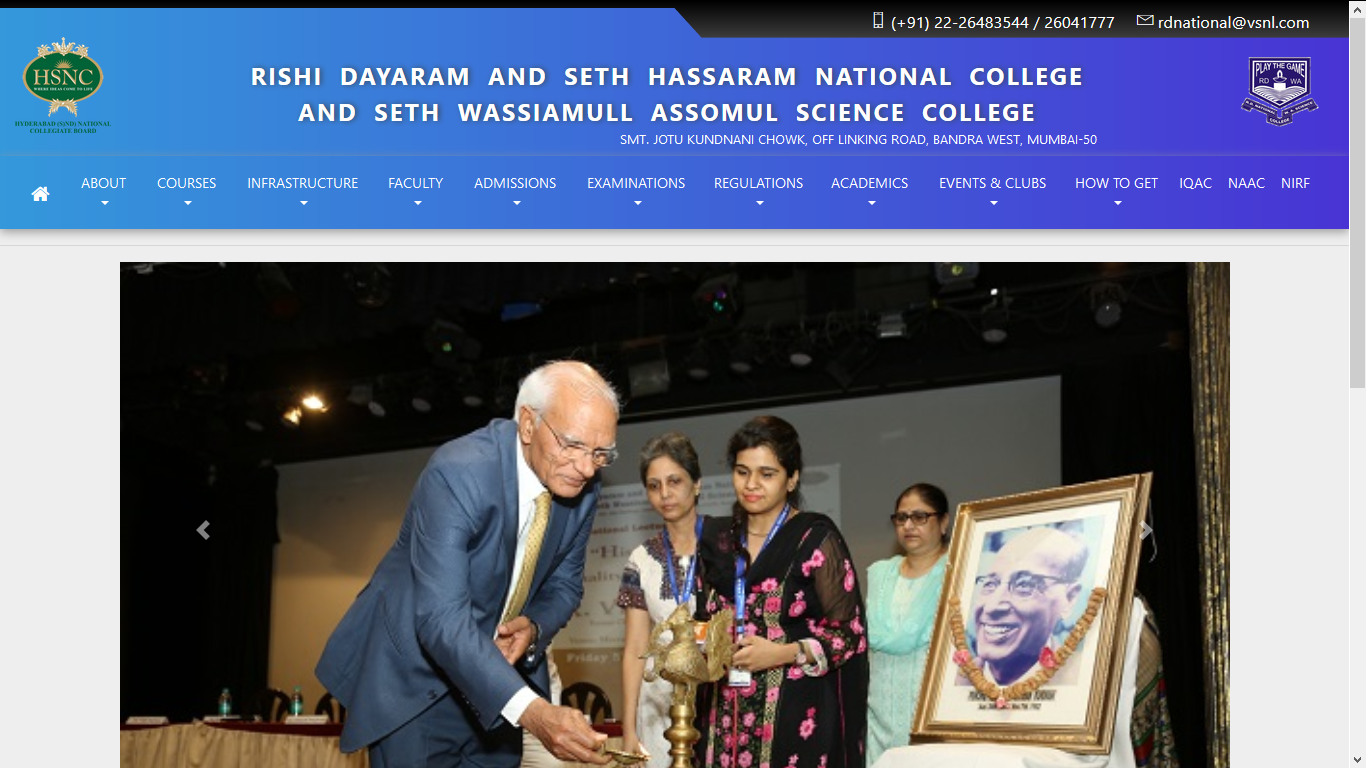 (+91) 22-26483544 / 26041777 rdnational@vsnl.com
HSNC
WHERE IDEAS COME TO LIFE
HYDERABAD (SIND) NATIONAL
COLLEGIATE BOARD
RISHI DAYARAM AND SETH HASSARAM NATIONAL COLLEGE
AND SETH WASSIAMULL ASSOMUL SCIENCE COLLEGE
SMT. JOTU KUNDNANI CHOWK, OFF LINKING ROAD, BANDRA WEST, MUMBAI-50
PLAY THE GAME
RD WA
COLLEGE
ABOUT COURSES INFRASTRUCTURE FACULTY ADMISSIONS EXAMINATIONS REGULATIONS ACADEMICS EVENTS & CLUBS HOW TO GET IQAC NAAC NIRF
Friday